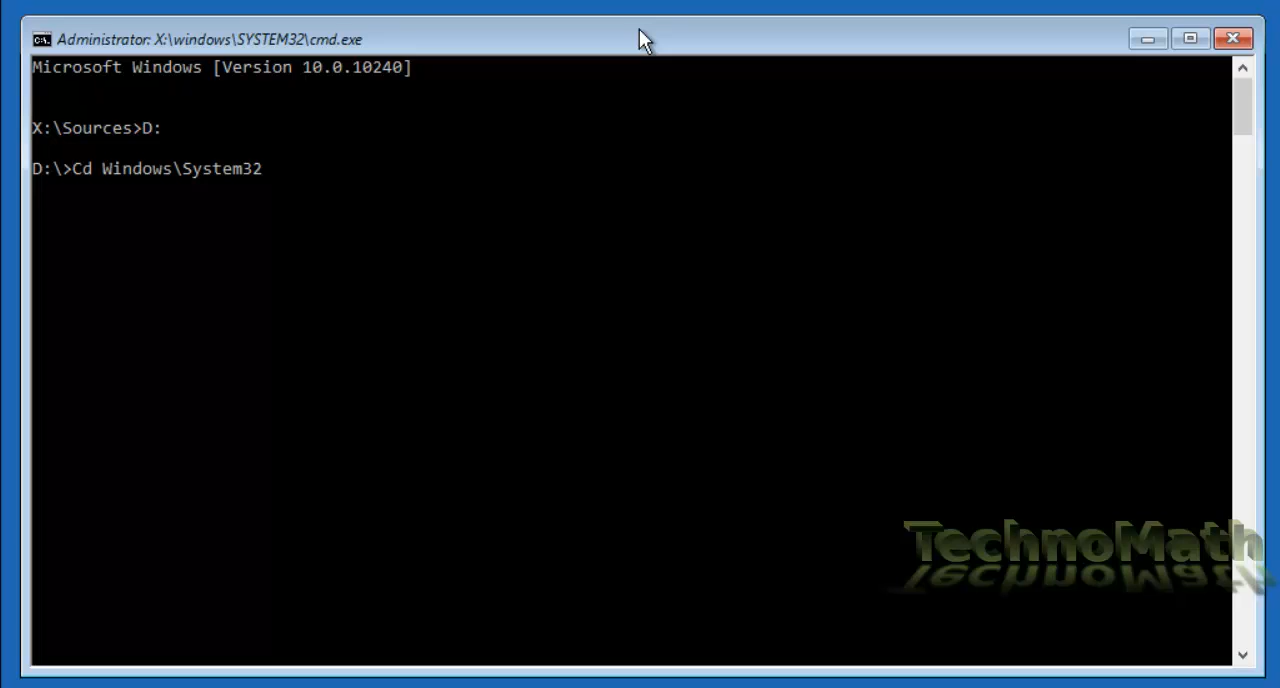 Administrator: X:\windows\SYSTEM32\cmd.exe
Microsoft Windows [Version 10.0.10240]
X:\Sources>D:
D:\>Cd Windows\System32
TechnoMath